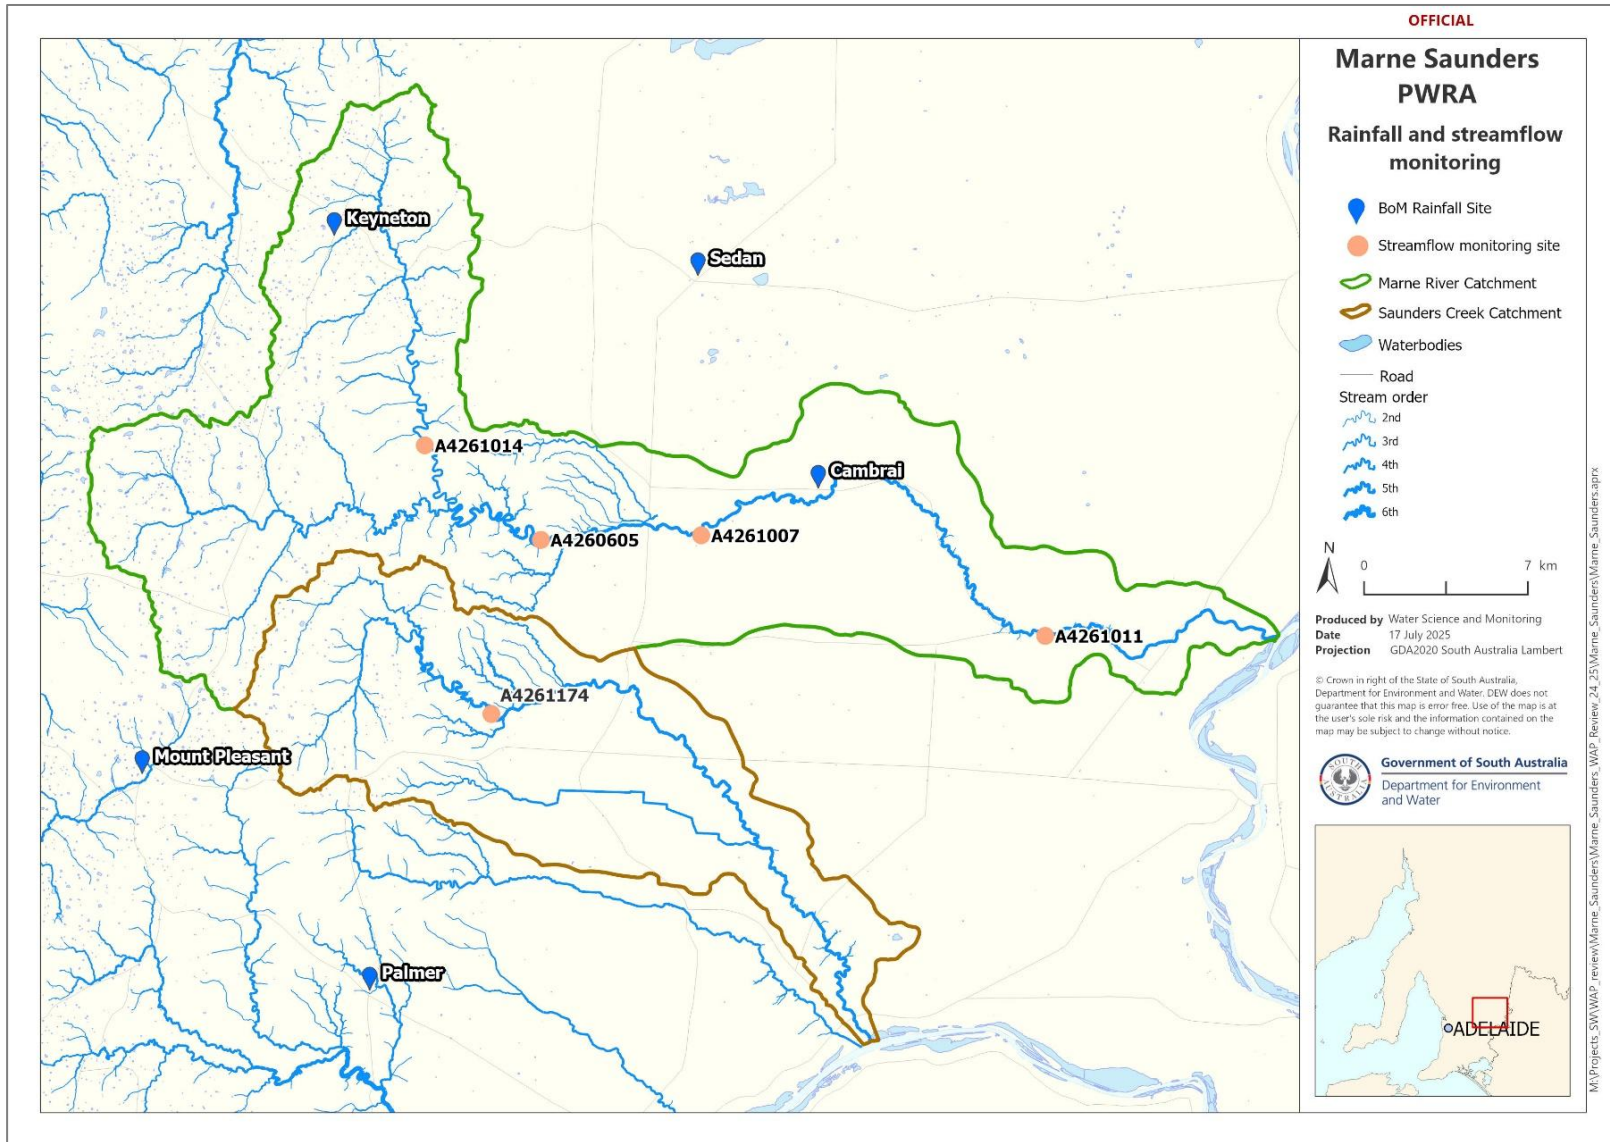 OFFICIAL
Marne Saunders
PWRA
Rainfall and streamflow
monitoring
BoM Rainfall Site
Streamflow monitoring site
Marne River Catchment
Saunders Creek Catchment
Waterbodies
Road
Stream order
2nd
3rd
4th
5th
6th
N
0 7 km
Produced by Water Science and Monitoring
Date 17 July 2025
Projection GDA2020 South Australia Lambert
© Crown in right of the State of South Australia,
Department for Environment and Water. DEW does not
guarantee that this map is error free. Use of the map is at
the user's sole risk and the information contained on the
map may be subject to change without notice.
SOUTH AUSTRALIA
Government of South Australia
Department for Environment
and Water
ADELAIDE
Keyneton
Sedan
A4261014
Cambrai
A4260605
A4261007
A4261011
A4261174
Mount Pleasant
Palmer
M:\Projects_SW\WAP_review\Marne_Saunders\Marne_Saunders_WAP_Review_24_25\Marne_Saunders\Marne_Saunders.aprx